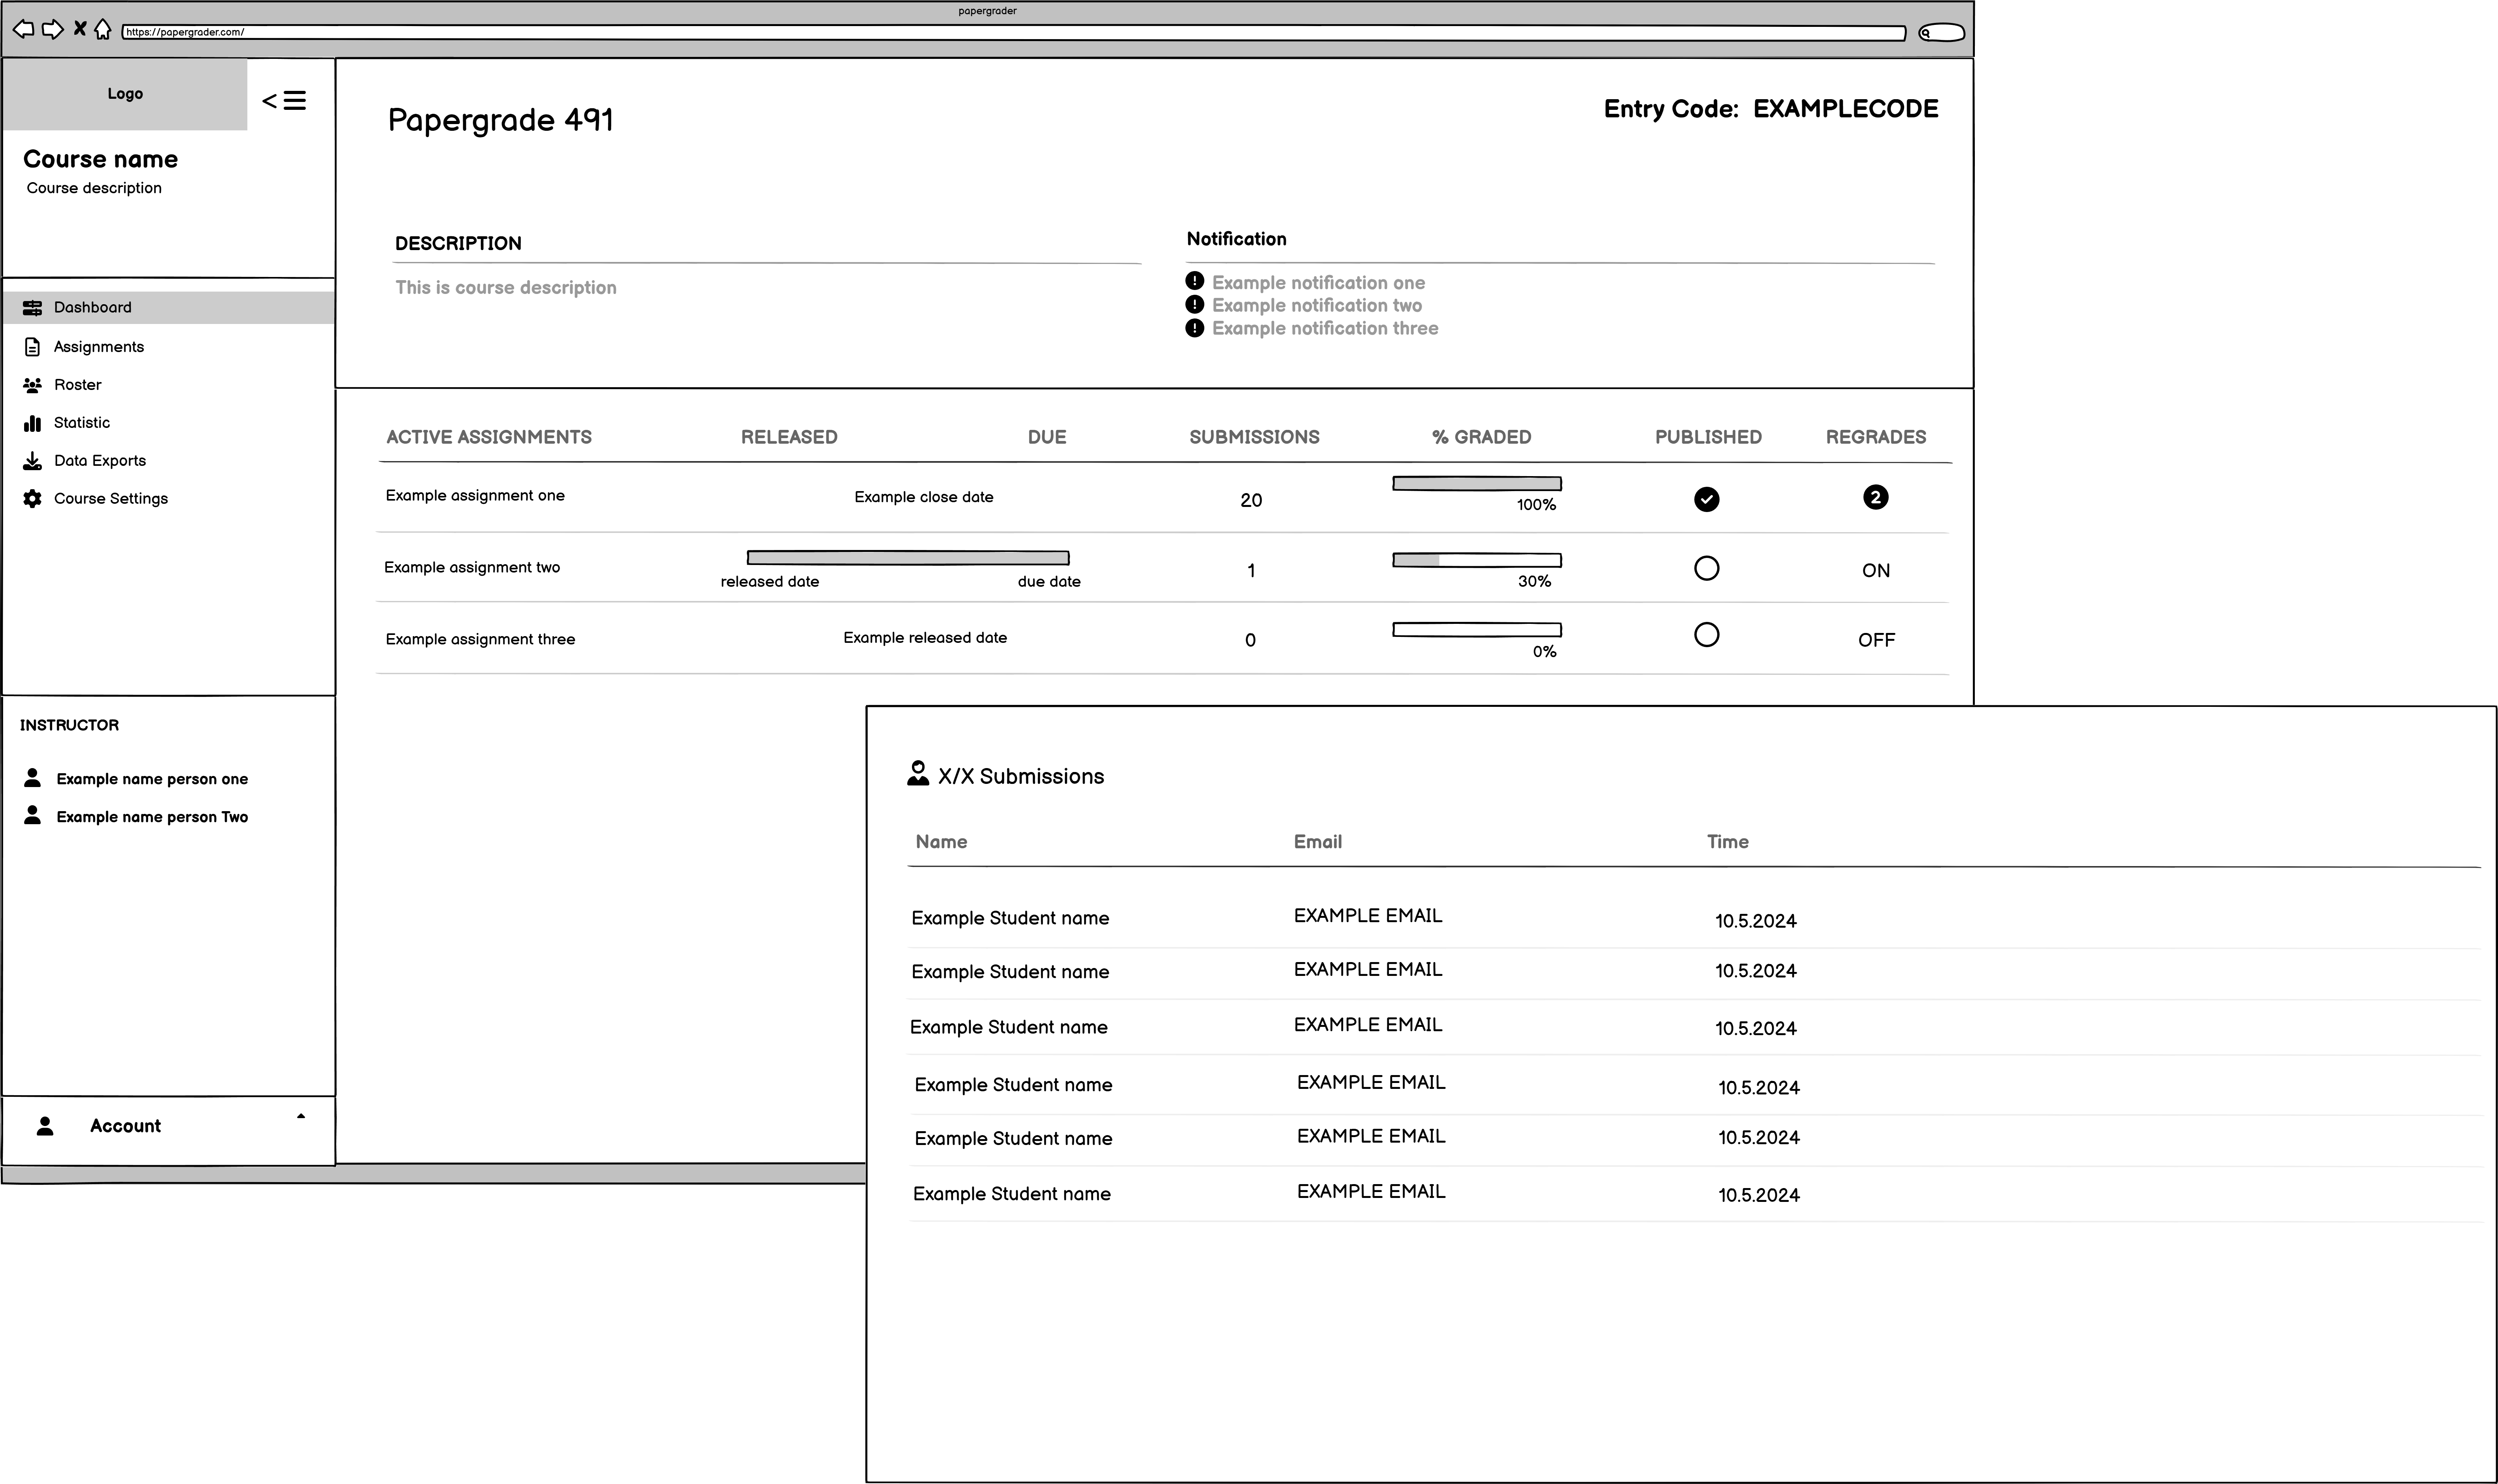 papergrader
https://papergrader.com/
Logo
Course name
Course description
Dashboard
Assignments
Roster
Statistic
Data Exports
Course Settings
INSTRUCTOR
Example name person one
Example name person Two
Account
Papergrade 491
Entry Code: EXAMPLECODE
DESCRIPTION
This is course description
Notification
Example notification one
Example notification two
Example notification three
ACTIVE ASSIGNMENTS RELEASED DUE SUBMISSIONS % GRADED PUBLISHED REGRADES
Example assignment one Example close date 20 100% 2
Example assignment two released date due date 1 30% ON
Example assignment three Example released date 0 0% OFF
X/X Submissions
Name Email Time
Example Student name EXAMPLE EMAIL 10.5.2024
Example Student name EXAMPLE EMAIL 10.5.2024
Example Student name EXAMPLE EMAIL 10.5.2024
Example Student name EXAMPLE EMAIL 10.5.2024
Example Student name EXAMPLE EMAIL 10.5.2024
Example Student name EXAMPLE EMAIL 10.5.2024